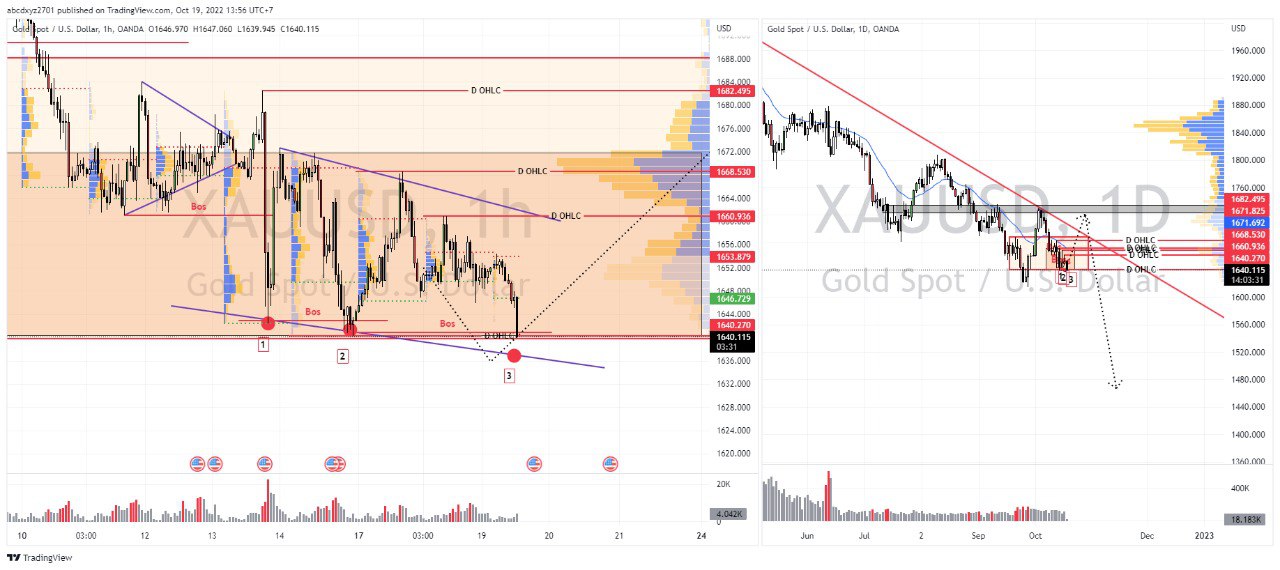 abcdxyz2701 published on TradingView.com, Oct 19, 2022 13:56 UTC+7
Gold Spot / U.S. Dollar, 1h, OANDA O1646.970 H1647.060 L1639.945 C1640.115
USD
1688.000
1684.000
1682.495
1680.000
1676.000
1672.000
1668.530
1664.000
1660.936
1656.000
1653.879
1652.000
1648.000
1646.729
1644.000
1640.270
1640.115
03:31
1636.000
1632.000
1628.000
1624.000
1620.000
20K
4.042K
0
D OHLC
D OHLC
D OHLC
D OHLC
Bos
Bos
Bos
1
2
3
XAUUSD, 1h
Gold Spot / U.S. Dollar
10
03:00
12
14
17
03:00
19
20
21
24
Gold Spot / U.S. Dollar, 1D, OANDA
USD
1960.000
1920.000
1880.000
1840.000
1800.000
1760.000
1682.495
1671.825
1671.692
1668.530
1660.936
1640.270
1640.115
14:03:31
1600.000
1560.000
1520.000
1480.000
1440.000
1400.000
1360.000
400K
18.183K
D OHLC
D OHLC
D OHLC
D OHLC
3
XAUUSD, 1D
Gold Spot / U.S. Dollar
Jun
Jul
2
Sep
Oct
Dec
2023
TradingView